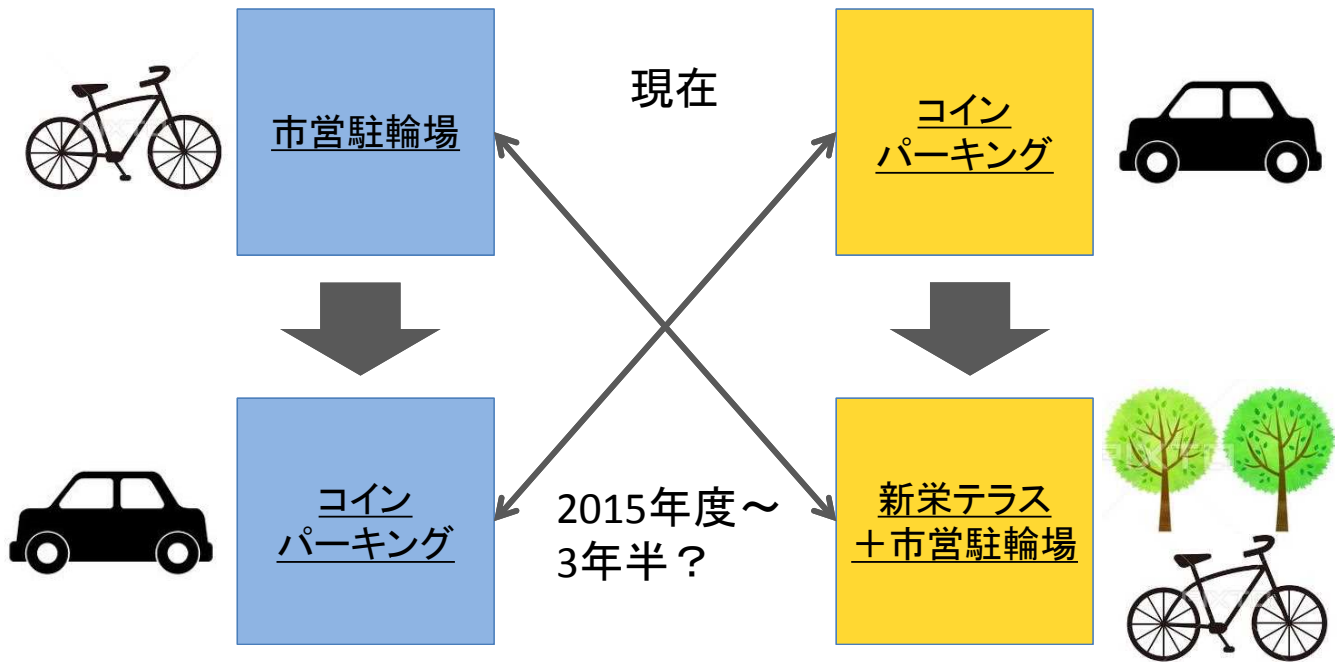 市営駐輪場
現在
コイン
パーキング
コイン
パーキング
2015年度～
3年半？
新栄テラス
＋市営駐輪場